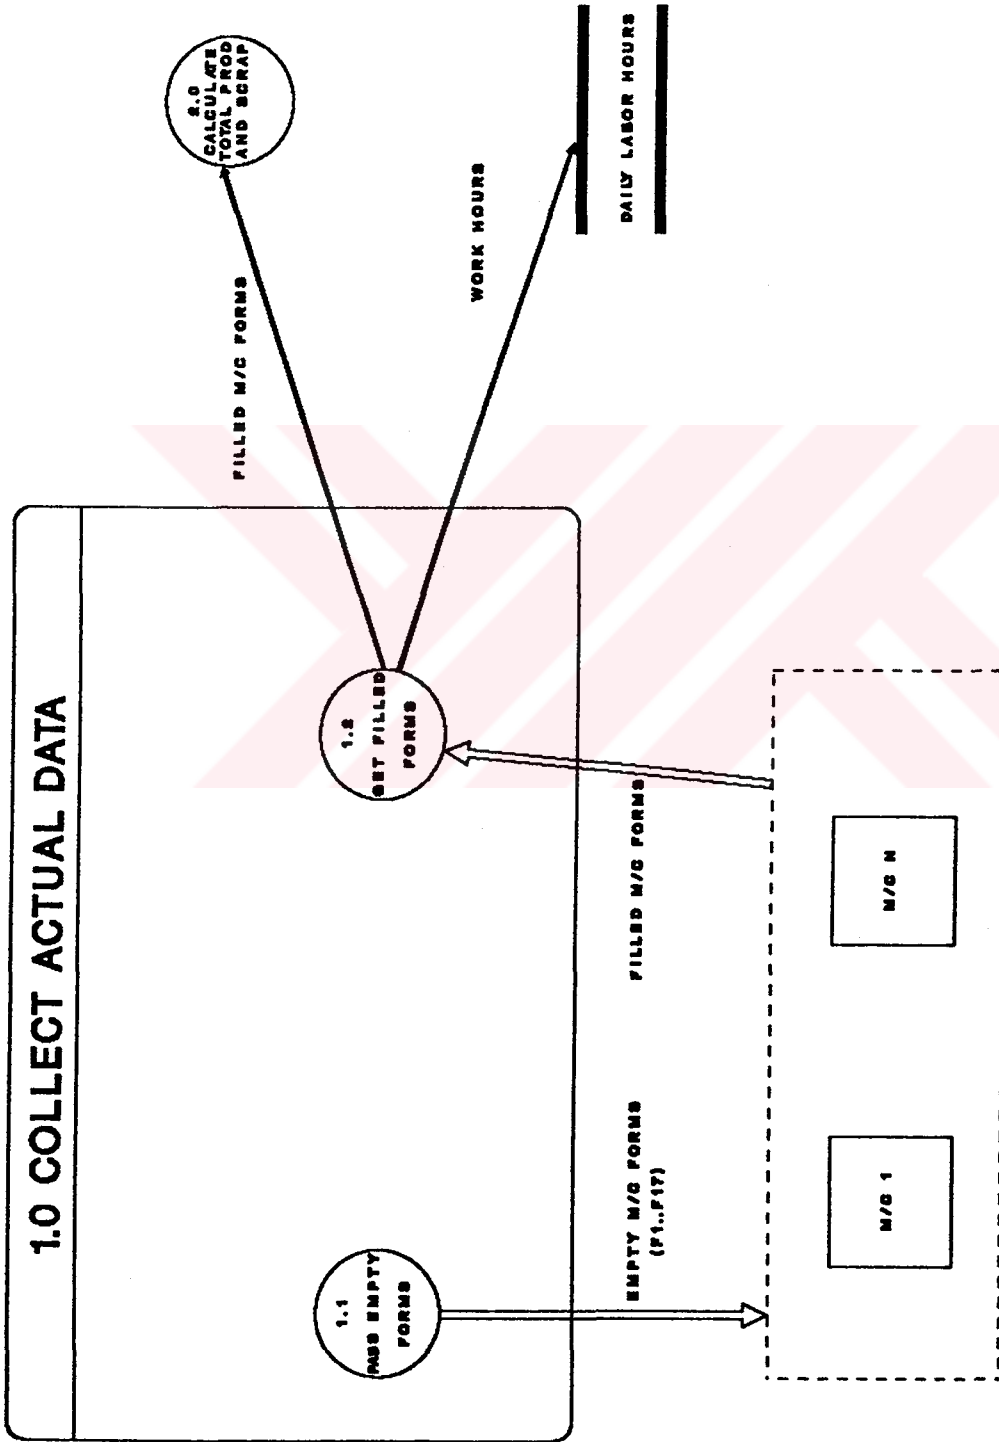 1.0 COLLECT ACTUAL DATA
1.1
PASS EMPTY
FORMS
1.2
GET FILLED
FORMS
2.0
CALCULATE
TOTAL PROD
AND SCRAP
FILLED M/C FORMS
WORK HOURS
DAILY LABOR HOURS
EMPTY M/C FORMS
(F1..F17)
FILLED M/C FORMS
M/C 1
M/C N